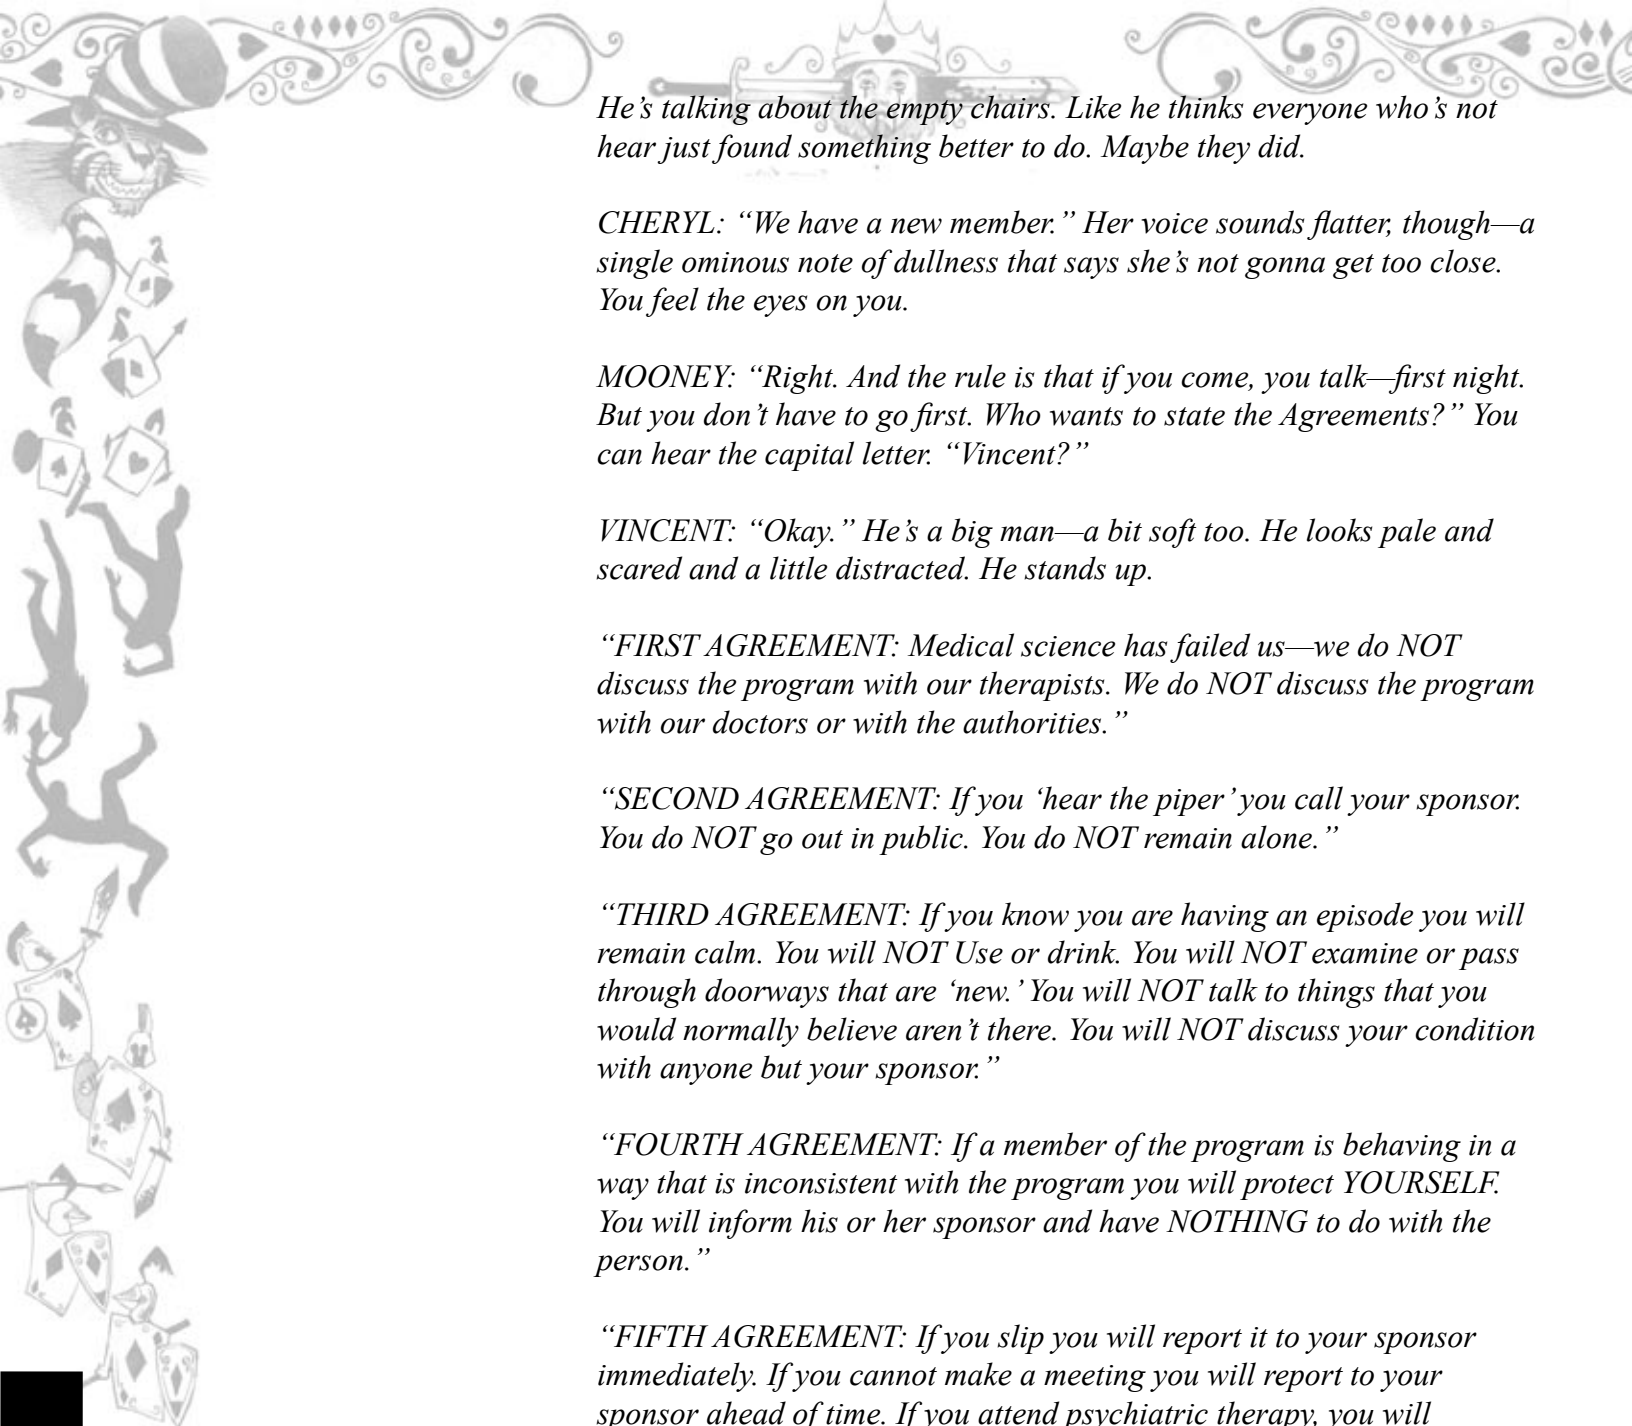 He’s talking about the empty chairs. Like he thinks everyone who’s not
hear just found something better to do. Maybe they did.
CHERYL: “We have a new member.” Her voice sounds flatter, though—a
single ominous note of dullness that says she’s not gonna get too close.
You feel the eyes on you.
MOONEY: “Right. And the rule is that if you come, you talk—first night.
But you don’t have to go first. Who wants to state the Agreements?” You
can hear the capital letter. “Vincent?”
VINCENT: “Okay.” He’s a big man—a bit soft too. He looks pale and
scared and a little distracted. He stands up.
“FIRST AGREEMENT: Medical science has failed us—we do NOT
discuss the program with our therapists. We do NOT discuss the program
with our doctors or with the authorities.”
“SECOND AGREEMENT: If you ‘hear the piper’ you call your sponsor.
You do NOT go out in public. You do NOT remain alone.”
“THIRD AGREEMENT: If you know you are having an episode you will
remain calm. You will NOT Use or drink. You will NOT examine or pass
through doorways that are ‘new.’ You will NOT talk to things that you
would normally believe aren’t there. You will NOT discuss your condition
with anyone but your sponsor.”
“FOURTH AGREEMENT: If a member of the program is behaving in a
way that is inconsistent with the program you will protect YOURSELF.
You will inform his or her sponsor and have NOTHING to do with the
person.”
“FIFTH AGREEMENT: If you slip you will report it to your sponsor
immediately. If you cannot make a meeting you will report to your
sponsor ahead of time. If you attend psychiatric therapy, you will